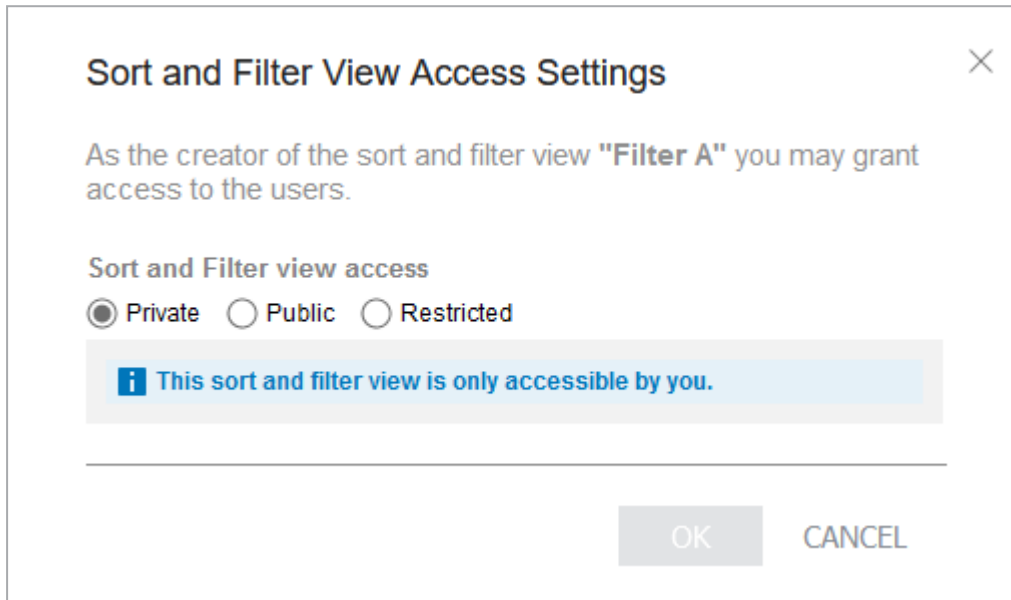 Sort and Filter View Access Settings
As the creator of the sort and filter view "Filter A" you may grant
access to the users.
Sort and Filter view access
Private Public Restricted
i This sort and filter view is only accessible by you.
OK CANCEL